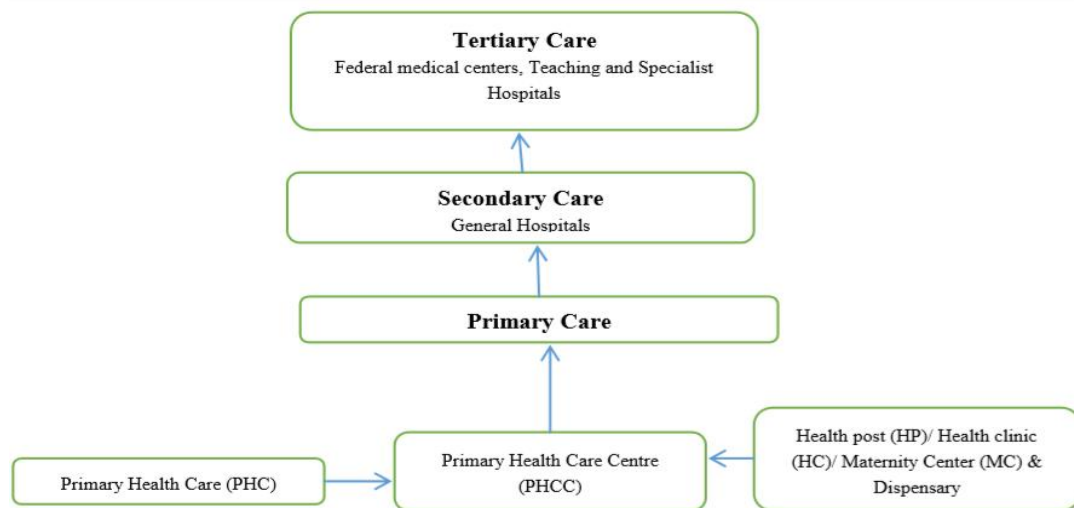 Tertiary Care
Federal medical centers, Teaching and Specialist
Hospitals
Secondary Care
General Hospitals
Primary Care
Primary Health Care (PHC)
Primary Health Care Centre
(PHCC)
Health post (HP)/ Health clinic
(HC)/ Maternity Center (MC) &
Dispensary